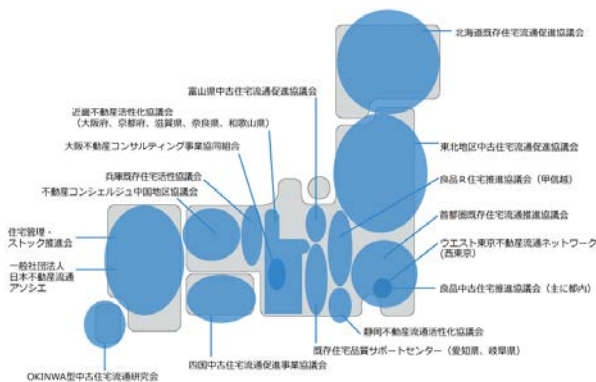 北海道既存住宅流通促進協議会
富山県中古住宅流通促進協議会
近畿不動産活性化協議会
（大阪府、京都府、滋賀県、奈良県、和歌山県）
大阪不動産コンサルティング事業協同組合
東北地区中古住宅流通促進協議会
兵庫既存住宅活性協議会
良品R住宅推進協議会（甲信越）
不動産コンシェルジュ中国地区協議会
首都圏既存住宅流通推進協議会
住宅管理・
ストック推進会
ウエスト東京不動産流通ネットワーク
（西東京）
一般社団法人
日本不動産流通
アソシエ
良品中古住宅推進協議会（主に都内）
静岡不動産流通活性化協議会
既存住宅品質サポートセンター（愛知県、岐阜県）
四国中古住宅流通促進事業協議会
OKINWA型中古住宅流通研究会